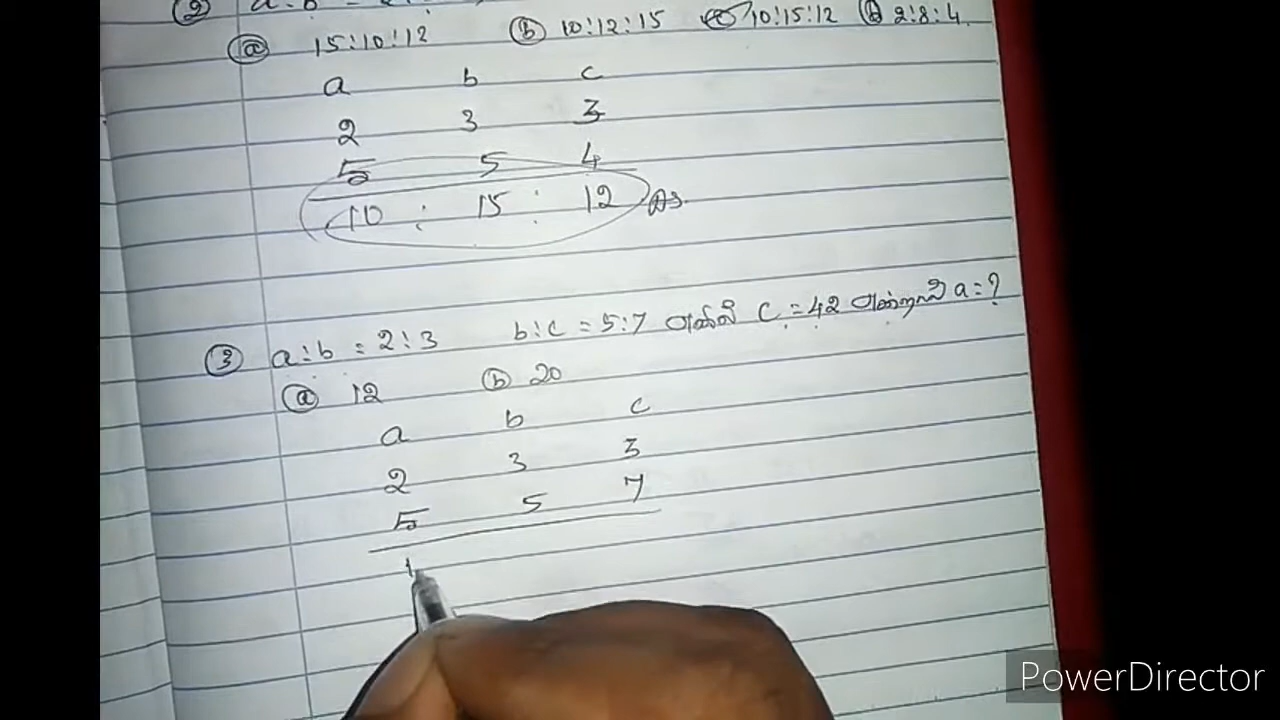 ② a:b =
ⓐ 15:10:12 ⓑ 10:12:15 10:15:12 ⓓ 2:8:4.
a b c
2 3 3
5 5 4
10 : 15 : 12
③ a:b = 2:3 b:c = 5:7 எனில் C = 42 என்றால் a = ?
ⓐ 12 ⓑ 20
a b c
2 3 3
5 5 7
1
PowerDirector